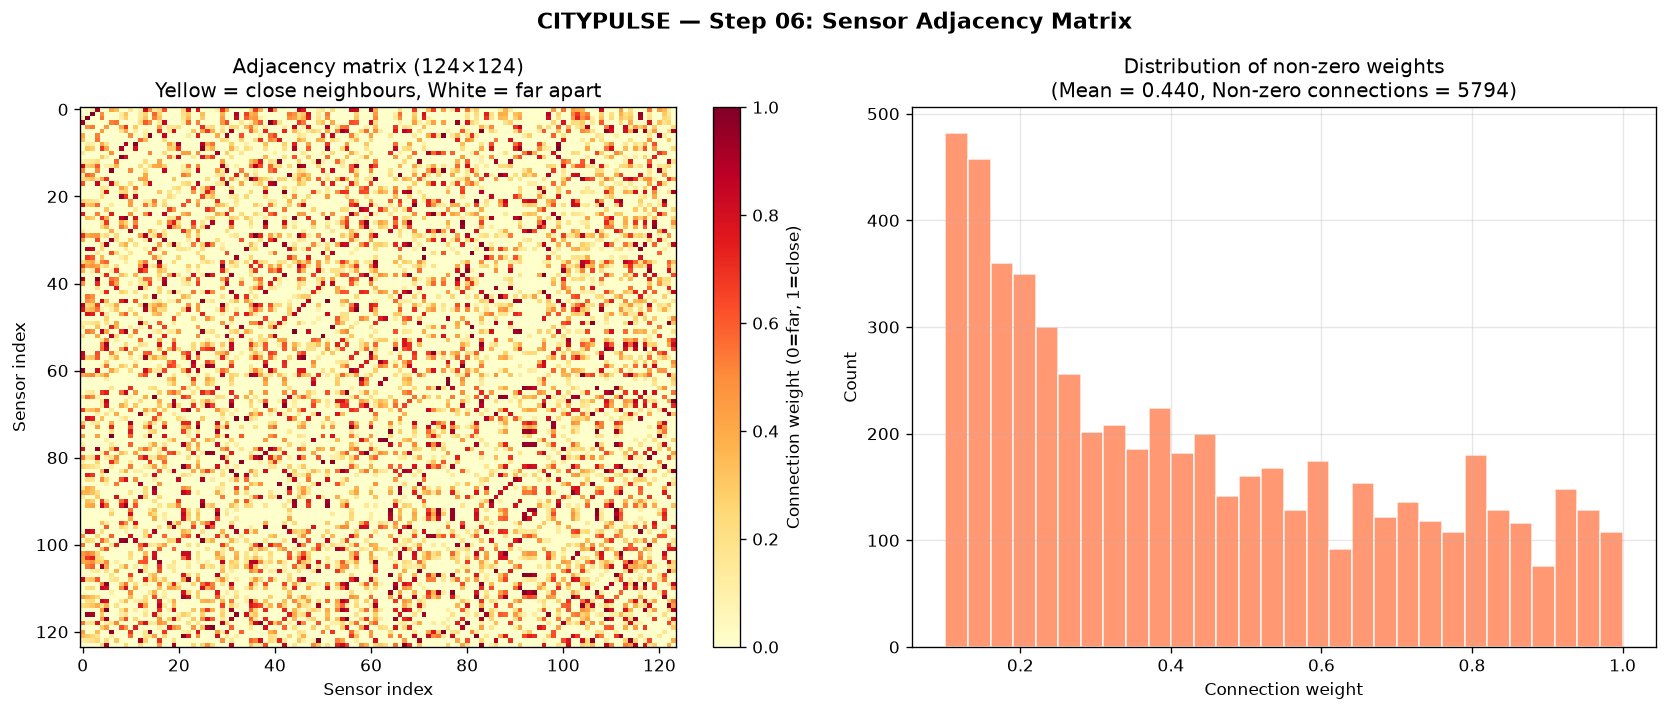 CITYPULSE — Step 06: Sensor Adjacency Matrix
Adjacency matrix (124×124)
Yellow = close neighbours, White = far apart
0
20
40
60
80
100
120
0 20 40 60 80 100 120
Sensor index
Sensor index
1.0
0.8
0.6
0.4
0.2
0.0
Connection weight (0=far, 1=close)
Distribution of non-zero weights
(Mean = 0.440, Non-zero connections = 5794)
500
400
300
200
100
0
Count
0.2 0.4 0.6 0.8 1.0
Connection weight